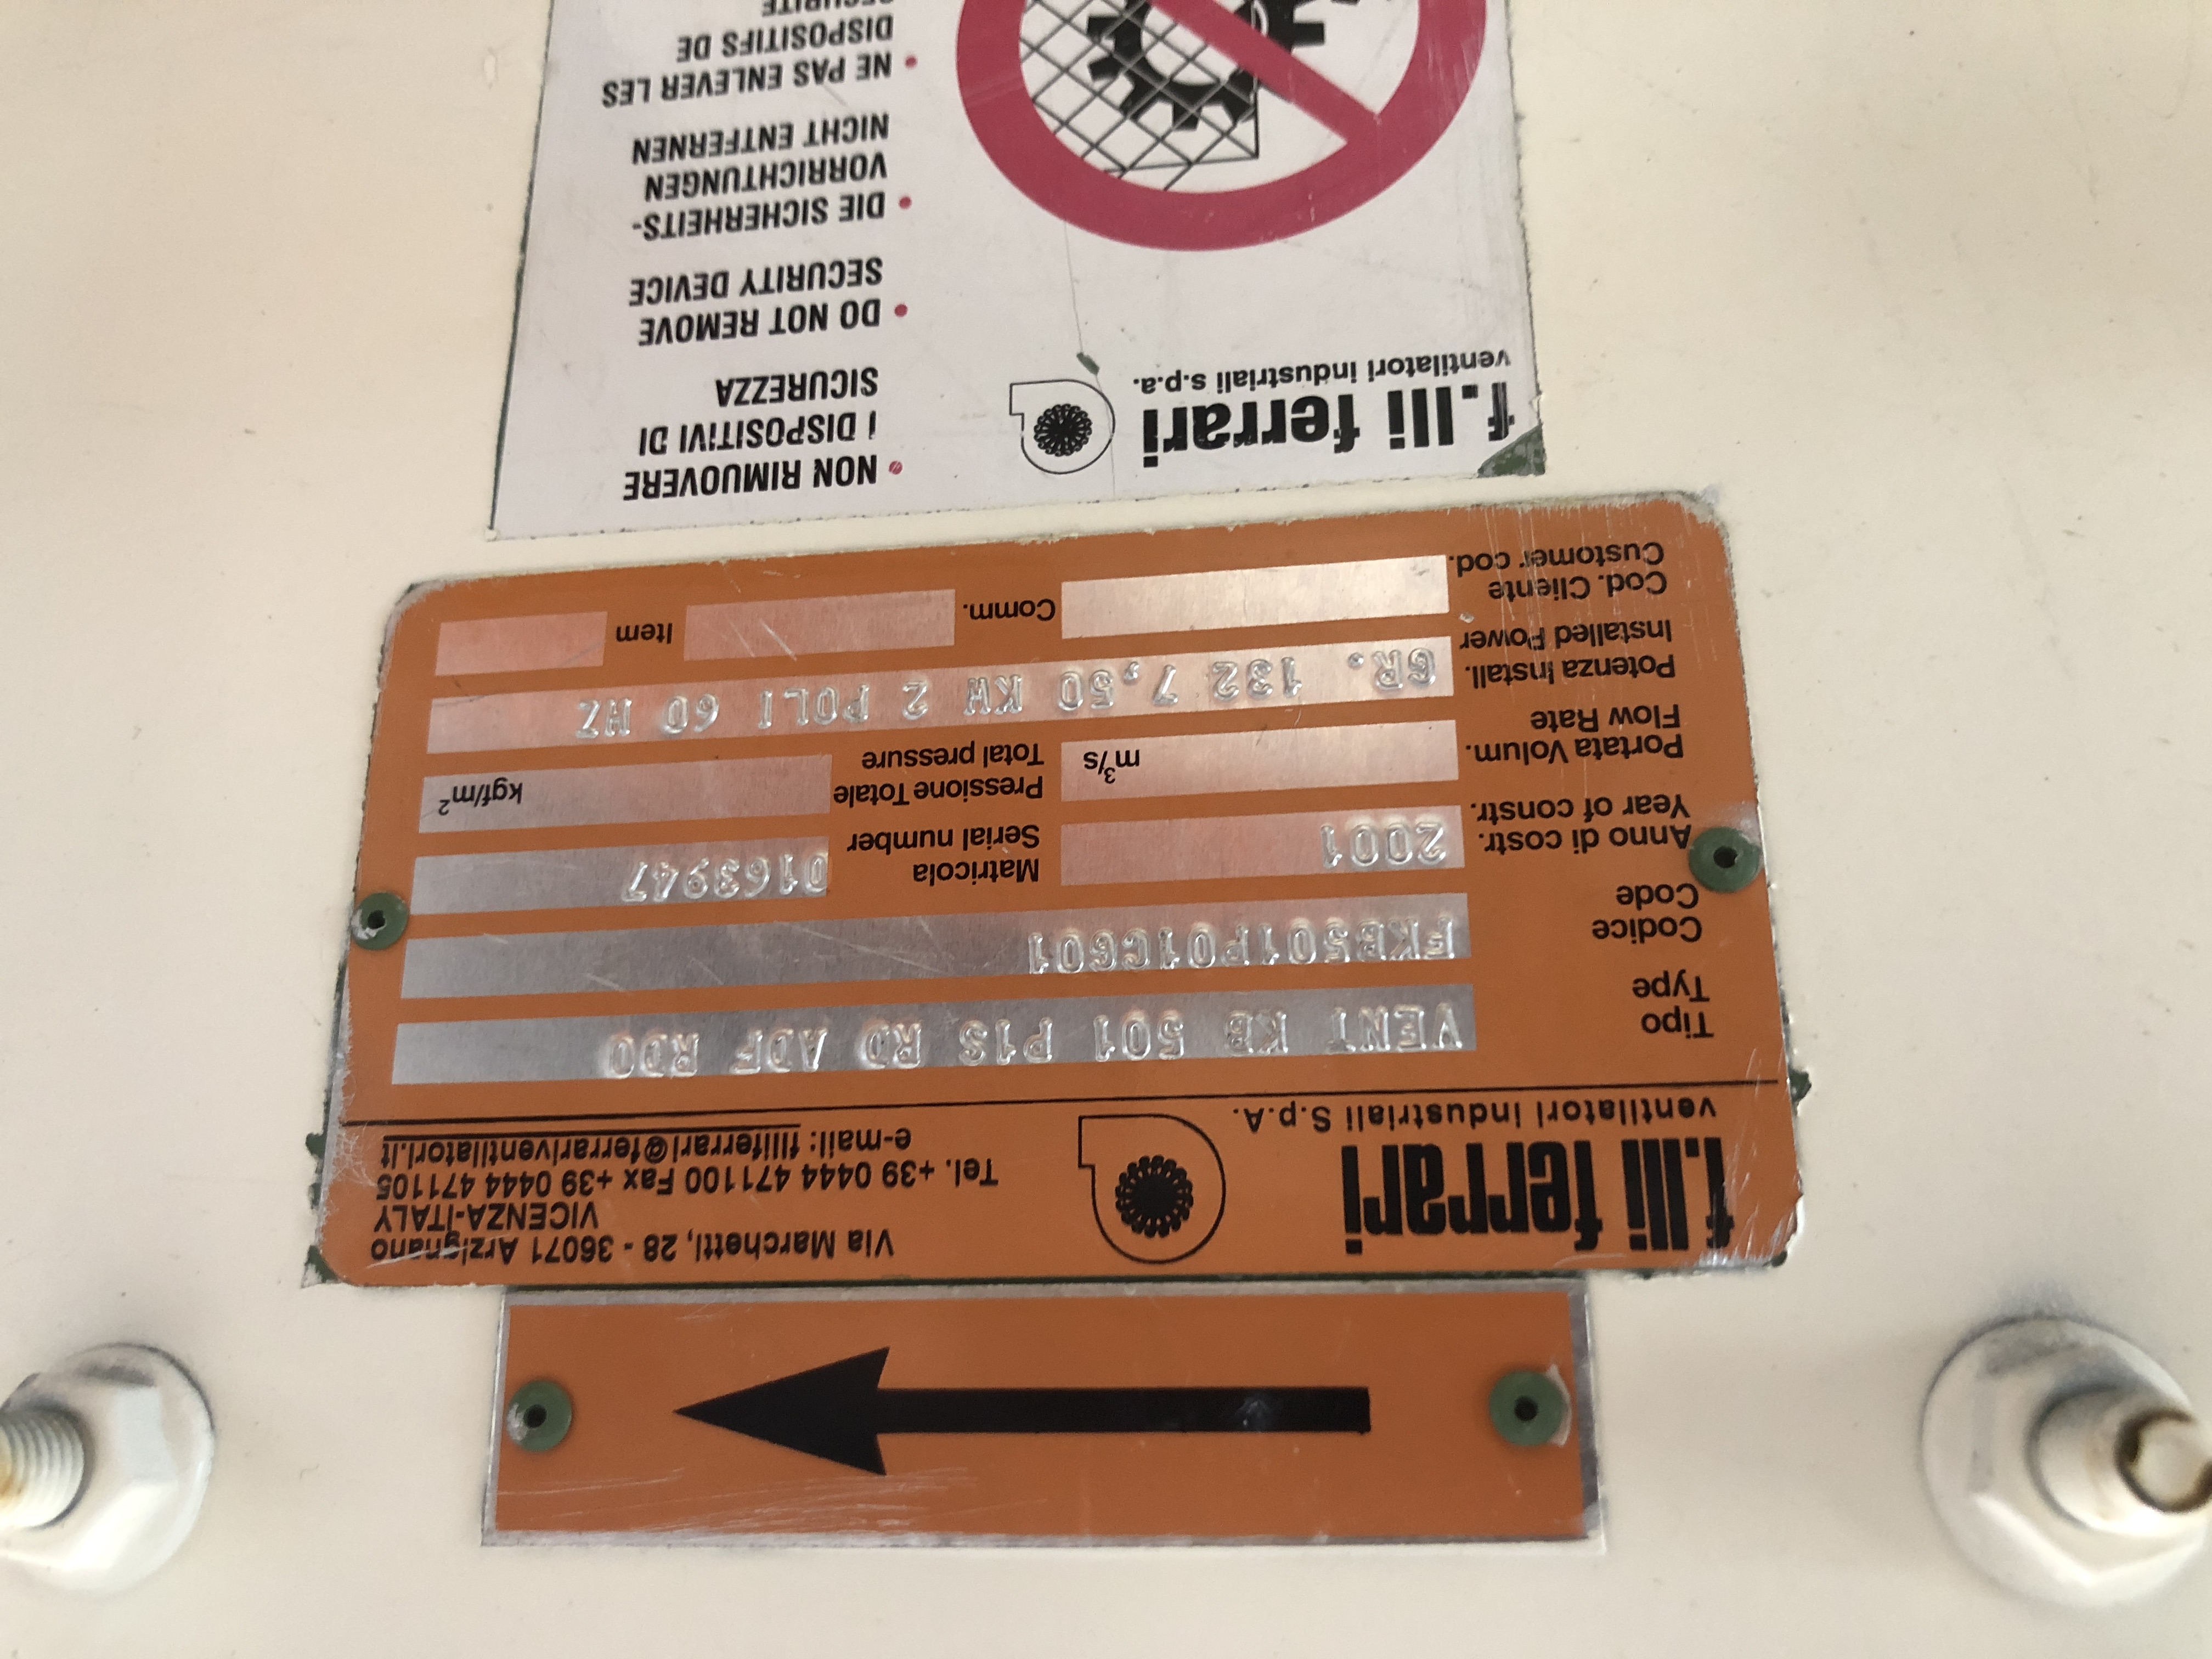 f.lli ferrari
ventilatori industriali S.p.A.
Via Marchetti, 28 - 36071 Arzignano
VICENZA-ITALY
Tel. +39 0444 471100 Fax +39 0444 471105
e-mail:flliferrari@ferrariventilatori.it
Tipo
Type
VENT KB 501 P1S RD ADF RD0
Codice
Code
FKB501P01G601
Anno di costr.
Year of constr.
2001
Matricola
Serial number
0163947
Portata Volum.
Flow Rate
m³/s
Pressione Totale
Total pressure
kgf/m²
Potenza Install.
Installed Power
GR. 132 7,50 KW 2 POLI 60 HZ
Cod. Cliente
Customer cod.
Comm.
Item
f.lli ferrari
ventilatori industriali s.p.a.
• NON RIMUOVERE
I DISPOSITIVI DI
SICUREZZA
• DO NOT REMOVE
SECURITY DEVICE
• DIE SICHERHEITS-
VORRICHTUNGEN
NICHT ENTFERNEN
• NE PAS ENLEVER LES
DISPOSITIFS DE
SECURITE